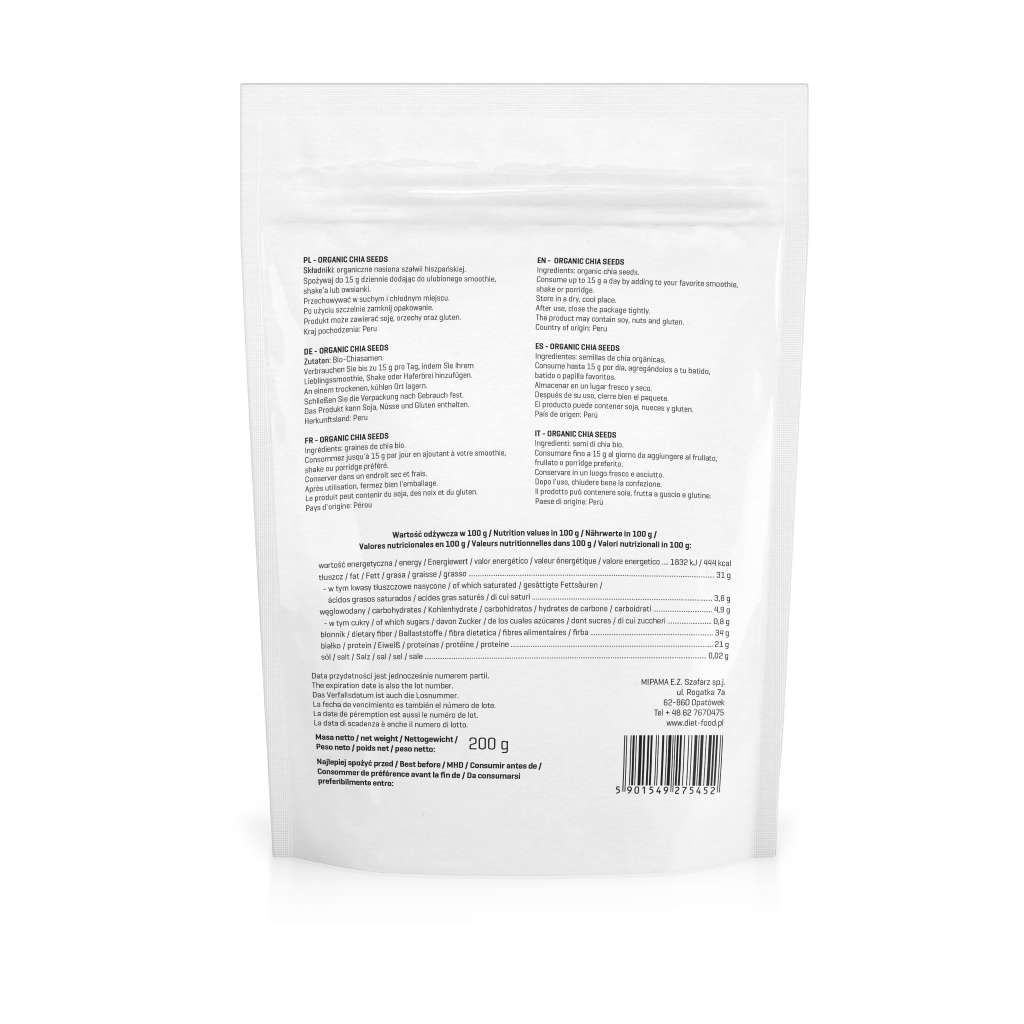 PL - ORGANIC CHIA SEEDS
Składniki: organiczne nasiona szałwii hiszpańskiej.
Spożywaj do 15 g dziennie dodając do ulubionego smoothie,
shake'a lub owsianki.
Przechowywać w suchym i chłodnym miejscu.
Po użyciu szczelnie zamknij opakowanie.
Produkt może zawierać soję, orzechy oraz gluten.
Kraj pochodzenia: Peru
DE - ORGANIC CHIA SEEDS
Zutaten: Bio-Chiasamen.
Verbrauchen Sie bis zu 15 g pro Tag, indem Sie Ihrem
Lieblingssmoothie, Shake oder Haferbrei hinzufügen.
An einem trockenen, kühlen Ort lagern.
Schließen Sie die Verpackung nach Gebrauch fest.
Das Produkt kann Soja, Nüsse und Gluten enthalten.
Herkunftsland: Peru
FR - ORGANIC CHIA SEEDS
Ingrédients: graines de chia bio.
Consommez jusqu'à 15 g par jour en ajoutant à votre smoothie,
shake ou porridge préféré.
Conserver dans un endroit sec et frais.
Après utilisation, fermez bien l'emballage.
Le produit peut contenir du soja, des noix et du gluten.
Pays d'origine: Pérou
EN - ORGANIC CHIA SEEDS
Ingredients: organic chia seeds.
Consume up to 15 g a day by adding to your favorite smoothie,
shake or porridge.
Store in a dry, cool place.
After use, close the package tightly.
The product may contain soy, nuts and gluten.
Country of origin: Peru
ES - ORGANIC CHIA SEEDS
Ingredientes: semillas de chía orgánicas.
Consume hasta 15 g por día, agregándolos a tu batido,
batido o papilla favoritos.
Almacenar en un lugar fresco y seco.
Después de su uso, cierre bien el paquete.
El producto puede contener soja, nueces y gluten.
País de origen: Perú
IT - ORGANIC CHIA SEEDS
Ingredienti: semi di chia bio.
Consumare fino a 15 g al giorno da aggiungere al frullato,
frullato o porridge preferito.
Conservare in un luogo fresco e asciutto.
Dopo l'uso, chiudere bene la confezione.
Il prodotto può contenere soia, frutta a guscio e glutine.
Paese di origine: Perù
Wartość odżywcza w 100 g / Nutrition values in 100 g / Nährwerte in 100 g /
Valores nutricionales en 100 g / Valeurs nutritionnelles dans 100 g / Valori nutrizionali in 100 g:
wartość energetyczna / energy / Energiewert / valor energético / valeur énergétique / valore energetico ... 1832 kJ / 444 kcal
tłuszcz / fat / Fett / grasa / graisse / grasso ... 31 g
- w tym kwasy tłuszczowe nasycone / of which saturated / gesättigte Fettsäuren /
ácidos grasos saturados / acides gras saturés / di cui saturi ... 3,8 g
węglowodany / carbohydrates / Kohlenhydrate / carbohidratos / hydrates de carbone / carboidrati ... 4,9 g
- w tym cukry / of which sugars / davon Zucker / de los cuales azúcares / dont sucres / di cui zuccheri ... 0,8 g
błonnik / dietary fiber / Ballaststoffe / fibra dietetica / fibres alimentaires / firba ... 34 g
białko / protein / Eiweiß / proteínas / protéine / proteine ... 21 g
sól / salt / Salz / sal / sel / sale ... 0,02 g
Data przydatności jest jednocześnie numerem partii.
The expiration date is also the lot number.
Das Verfallsdatum ist auch die Losnummer.
La fecha de vencimiento es también el número de lote.
La date de péremption est aussi le numéro de lot.
La data di scadenza è anche il numero di lotto.
Masa netto / net weight / Nettogewicht /
Peso neto / poids net / peso netto: 200 g
Najlepiej spożyć przed / Best before / MHD / Consumir antes de /
Consommer de préférence avant la fin de / Da consumarsi
preferibilmente entro:
MIPAMA E.Z. Szafarz sp.j.
ul. Rogatka 7a
62-860 Opatówek
Tel + 48 62 7670475
www.diet-food.pl
5 901549 275452